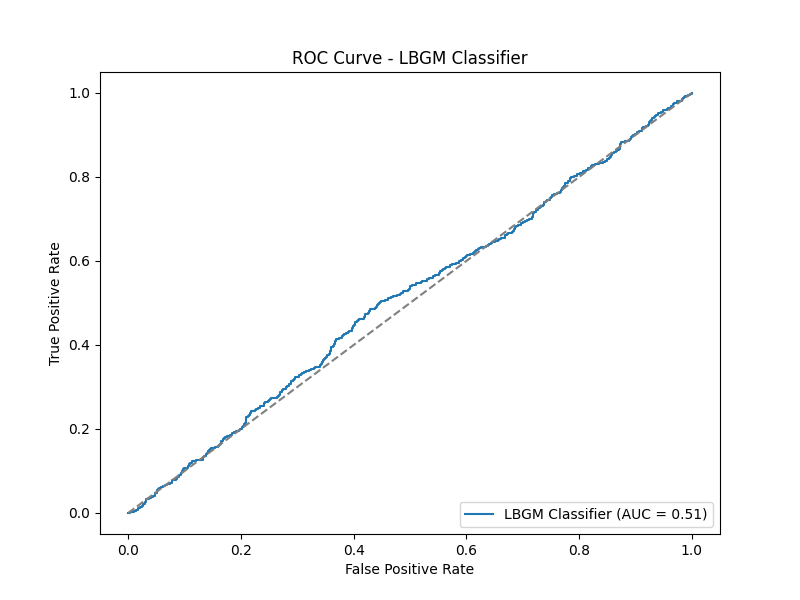 ROC Curve - LBGM Classifier
1.0
0.8
0.6
0.4
0.2
0.0
True Positive Rate
0.0 0.2 0.4 0.6 0.8 1.0
False Positive Rate
LBGM Classifier (AUC = 0.51)